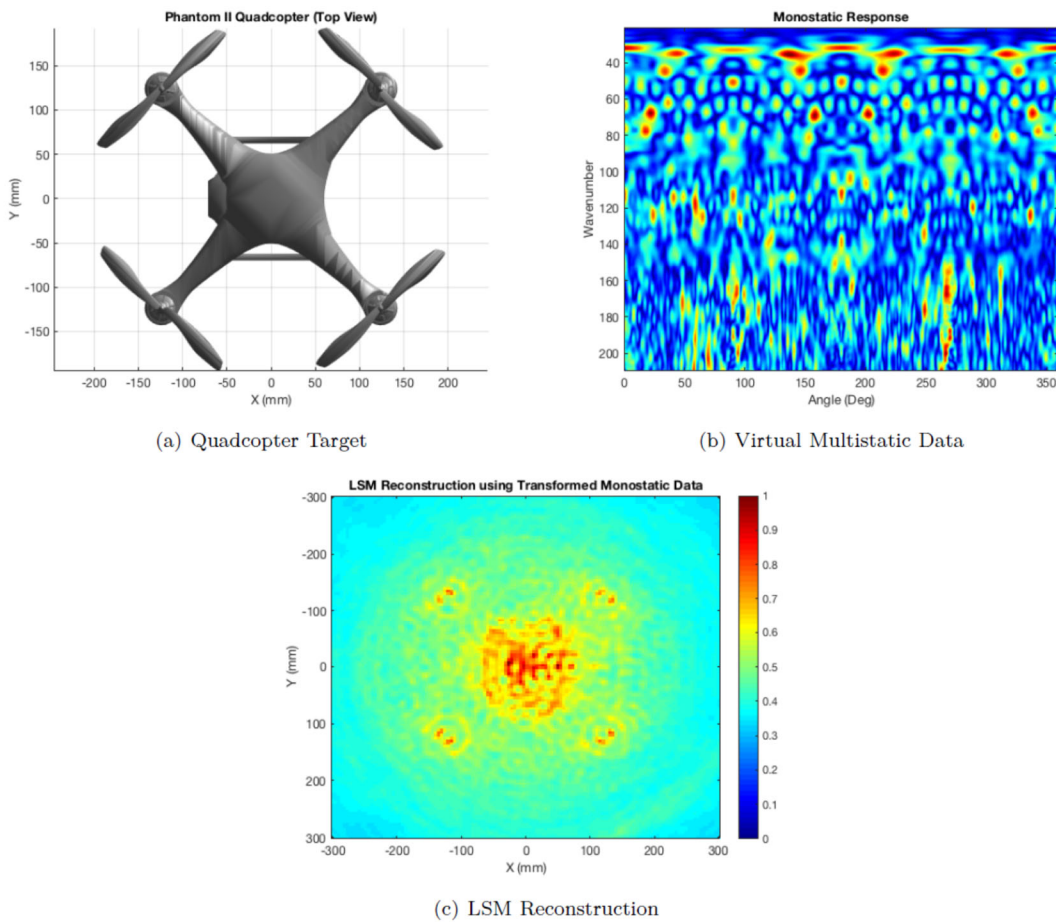 Phantom II Quadcopter (Top View)
150
100
50
0
-50
-100
-150
Y (mm)
-200 -150 -100 -50 0 50 100 150 200
X (mm)
(a) Quadcopter Target
Monostatic Response
40
60
80
100
120
140
160
180
200
Wavenumber
0 50 100 150 200 250 300 350
Angle (Deg)
(b) Virtual Multistatic Data
LSM Reconstruction using Transformed Monostatic Data
-300
-200
-100
0
100
200
300
Y (mm)
-300 -200 -100 0 100 200 300
X (mm)
1
0.9
0.8
0.7
0.6
0.5
0.4
0.3
0.2
0.1
0
(c) LSM Reconstruction